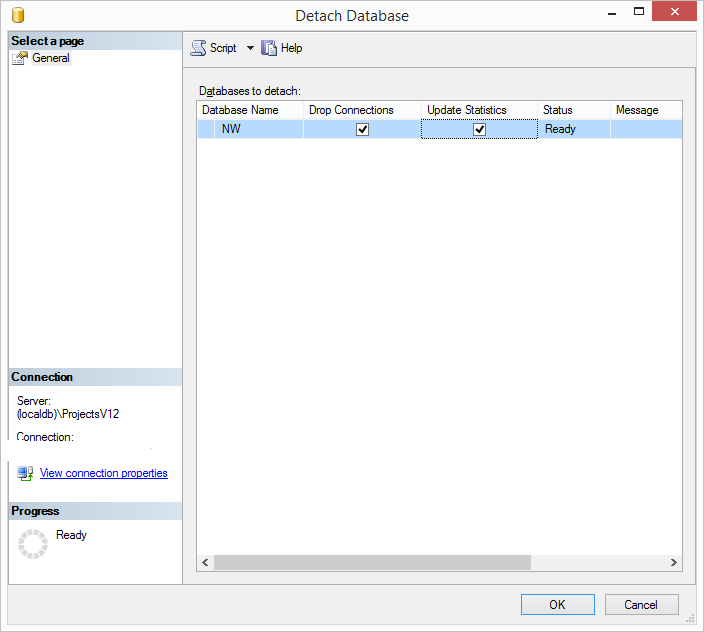 Detach Database
Select a page
General
Script
Help
Databases to detach:
Database Name Drop Connections Update Statistics Status Message
NW Ready
Connection
Server:
(localdb)\ProjectsV12
Connection:
View connection properties
Progress
Ready
OK
Cancel